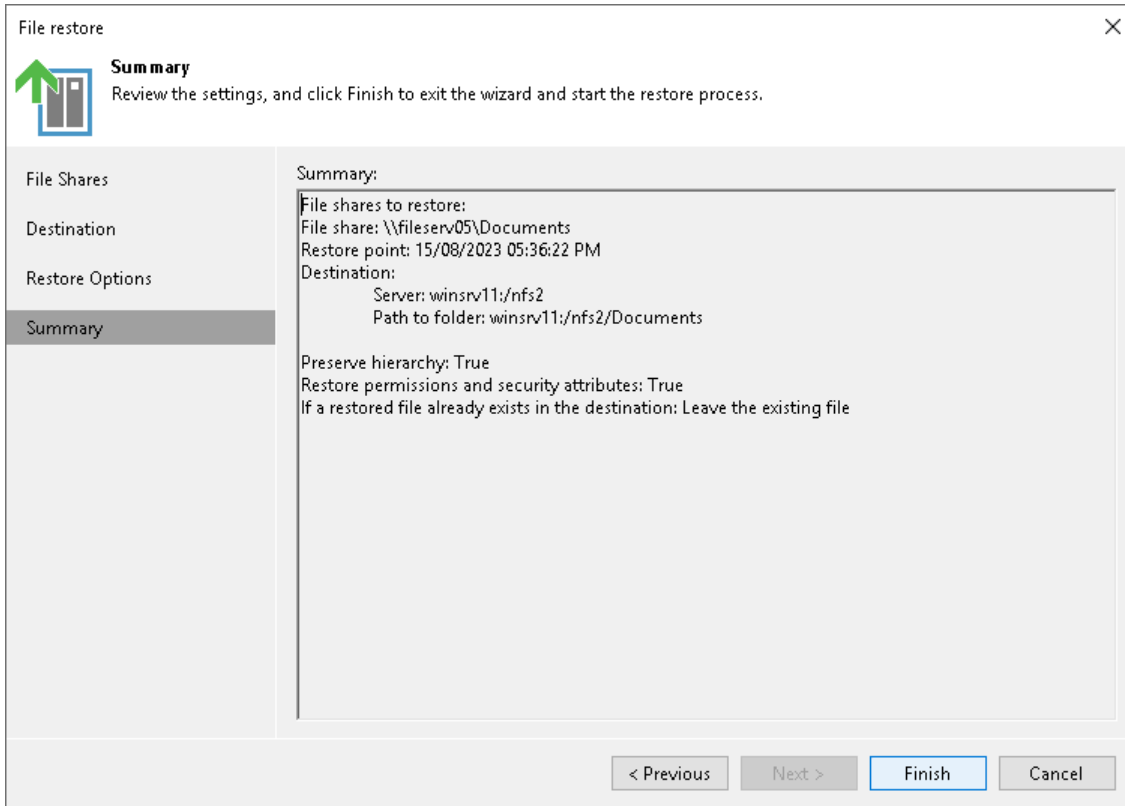 File restore
Summary
Review the settings, and click Finish to exit the wizard and start the restore process.
File Shares
Destination
Restore Options
Summary
Summary:
File shares to restore:
File share: \\fileserv05\Documents
Restore point: 15/08/2023 05:36:22 PM
Destination:
Server: winsrv11:/nfs2
Path to folder: winsrv11:/nfs2/Documents
Preserve hierarchy: True
Restore permissions and security attributes: True
If a restored file already exists in the destination: Leave the existing file
< Previous
Next >
Finish
Cancel